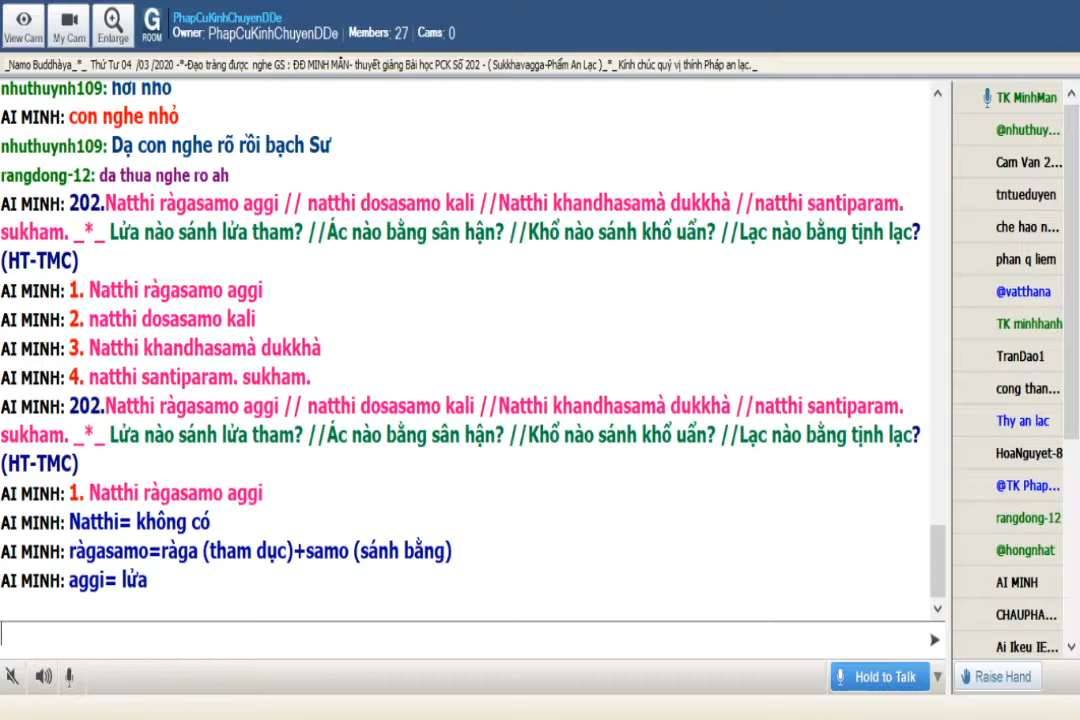 View Cam
My Cam
Enlarge
G
ROOM
PhapCuKinhChuyenDDe
Owner: PhapCuKinhChuyenDDe Members: 27 Cams: 0
_Namo Buddhàya_*_ Thứ Tư 04 /03 /2020 -*-Đạo tràng được nghe GS : ĐĐ MINH MẪN- thuyết giảng Bài học PCK Số 202 - ( Sukkhavagga-Phẩm An Lạc )_*_Kính chúc quý vị thính Pháp an lạc._
nhuthuynh109: hơi nhỏ
AI MINH: con nghe nhỏ
nhuthuynh109: Dạ con nghe rõ rồi bạch Sư
rangdong-12: da thua nghe ro ah
AI MINH: 202.Natthi ràgasamo aggi // natthi dosasamo kali //Natthi khandhasamà dukkhà //natthi santiparam.
sukham. _*_ Lửa nào sánh lửa tham? //Ác nào bằng sân hận? //Khổ nào sánh khổ uẩn? //Lạc nào bằng tịnh lạc?
(HT-TMC)
AI MINH: 1. Natthi ràgasamo aggi
AI MINH: 2. natthi dosasamo kali
AI MINH: 3. Natthi khandhasamà dukkhà
AI MINH: 4. natthi santiparam. sukham.
AI MINH: 202.Natthi ràgasamo aggi // natthi dosasamo kali //Natthi khandhasamà dukkhà //natthi santiparam.
sukham. _*_ Lửa nào sánh lửa tham? //Ác nào bằng sân hận? //Khổ nào sánh khổ uẩn? //Lạc nào bằng tịnh lạc?
(HT-TMC)
AI MINH: 1. Natthi ràgasamo aggi
AI MINH: Natthi= không có
AI MINH: ràgasamo=ràga (tham dục)+samo (sánh bằng)
AI MINH: aggi= lửa
TK MinhMan
@nhuthuy...
Cam Van 2...
tntueduyen
che hao n...
phan q liem
@vatthana
TK minhhanh
TranDao1
cong than...
Thy an lac
HoaNguyet-8
@TK Phap...
rangdong-12
@hongnhat
AI MINH
CHAUPHA...
Ai Ikeu IE...
Hold to Talk
Raise Hand